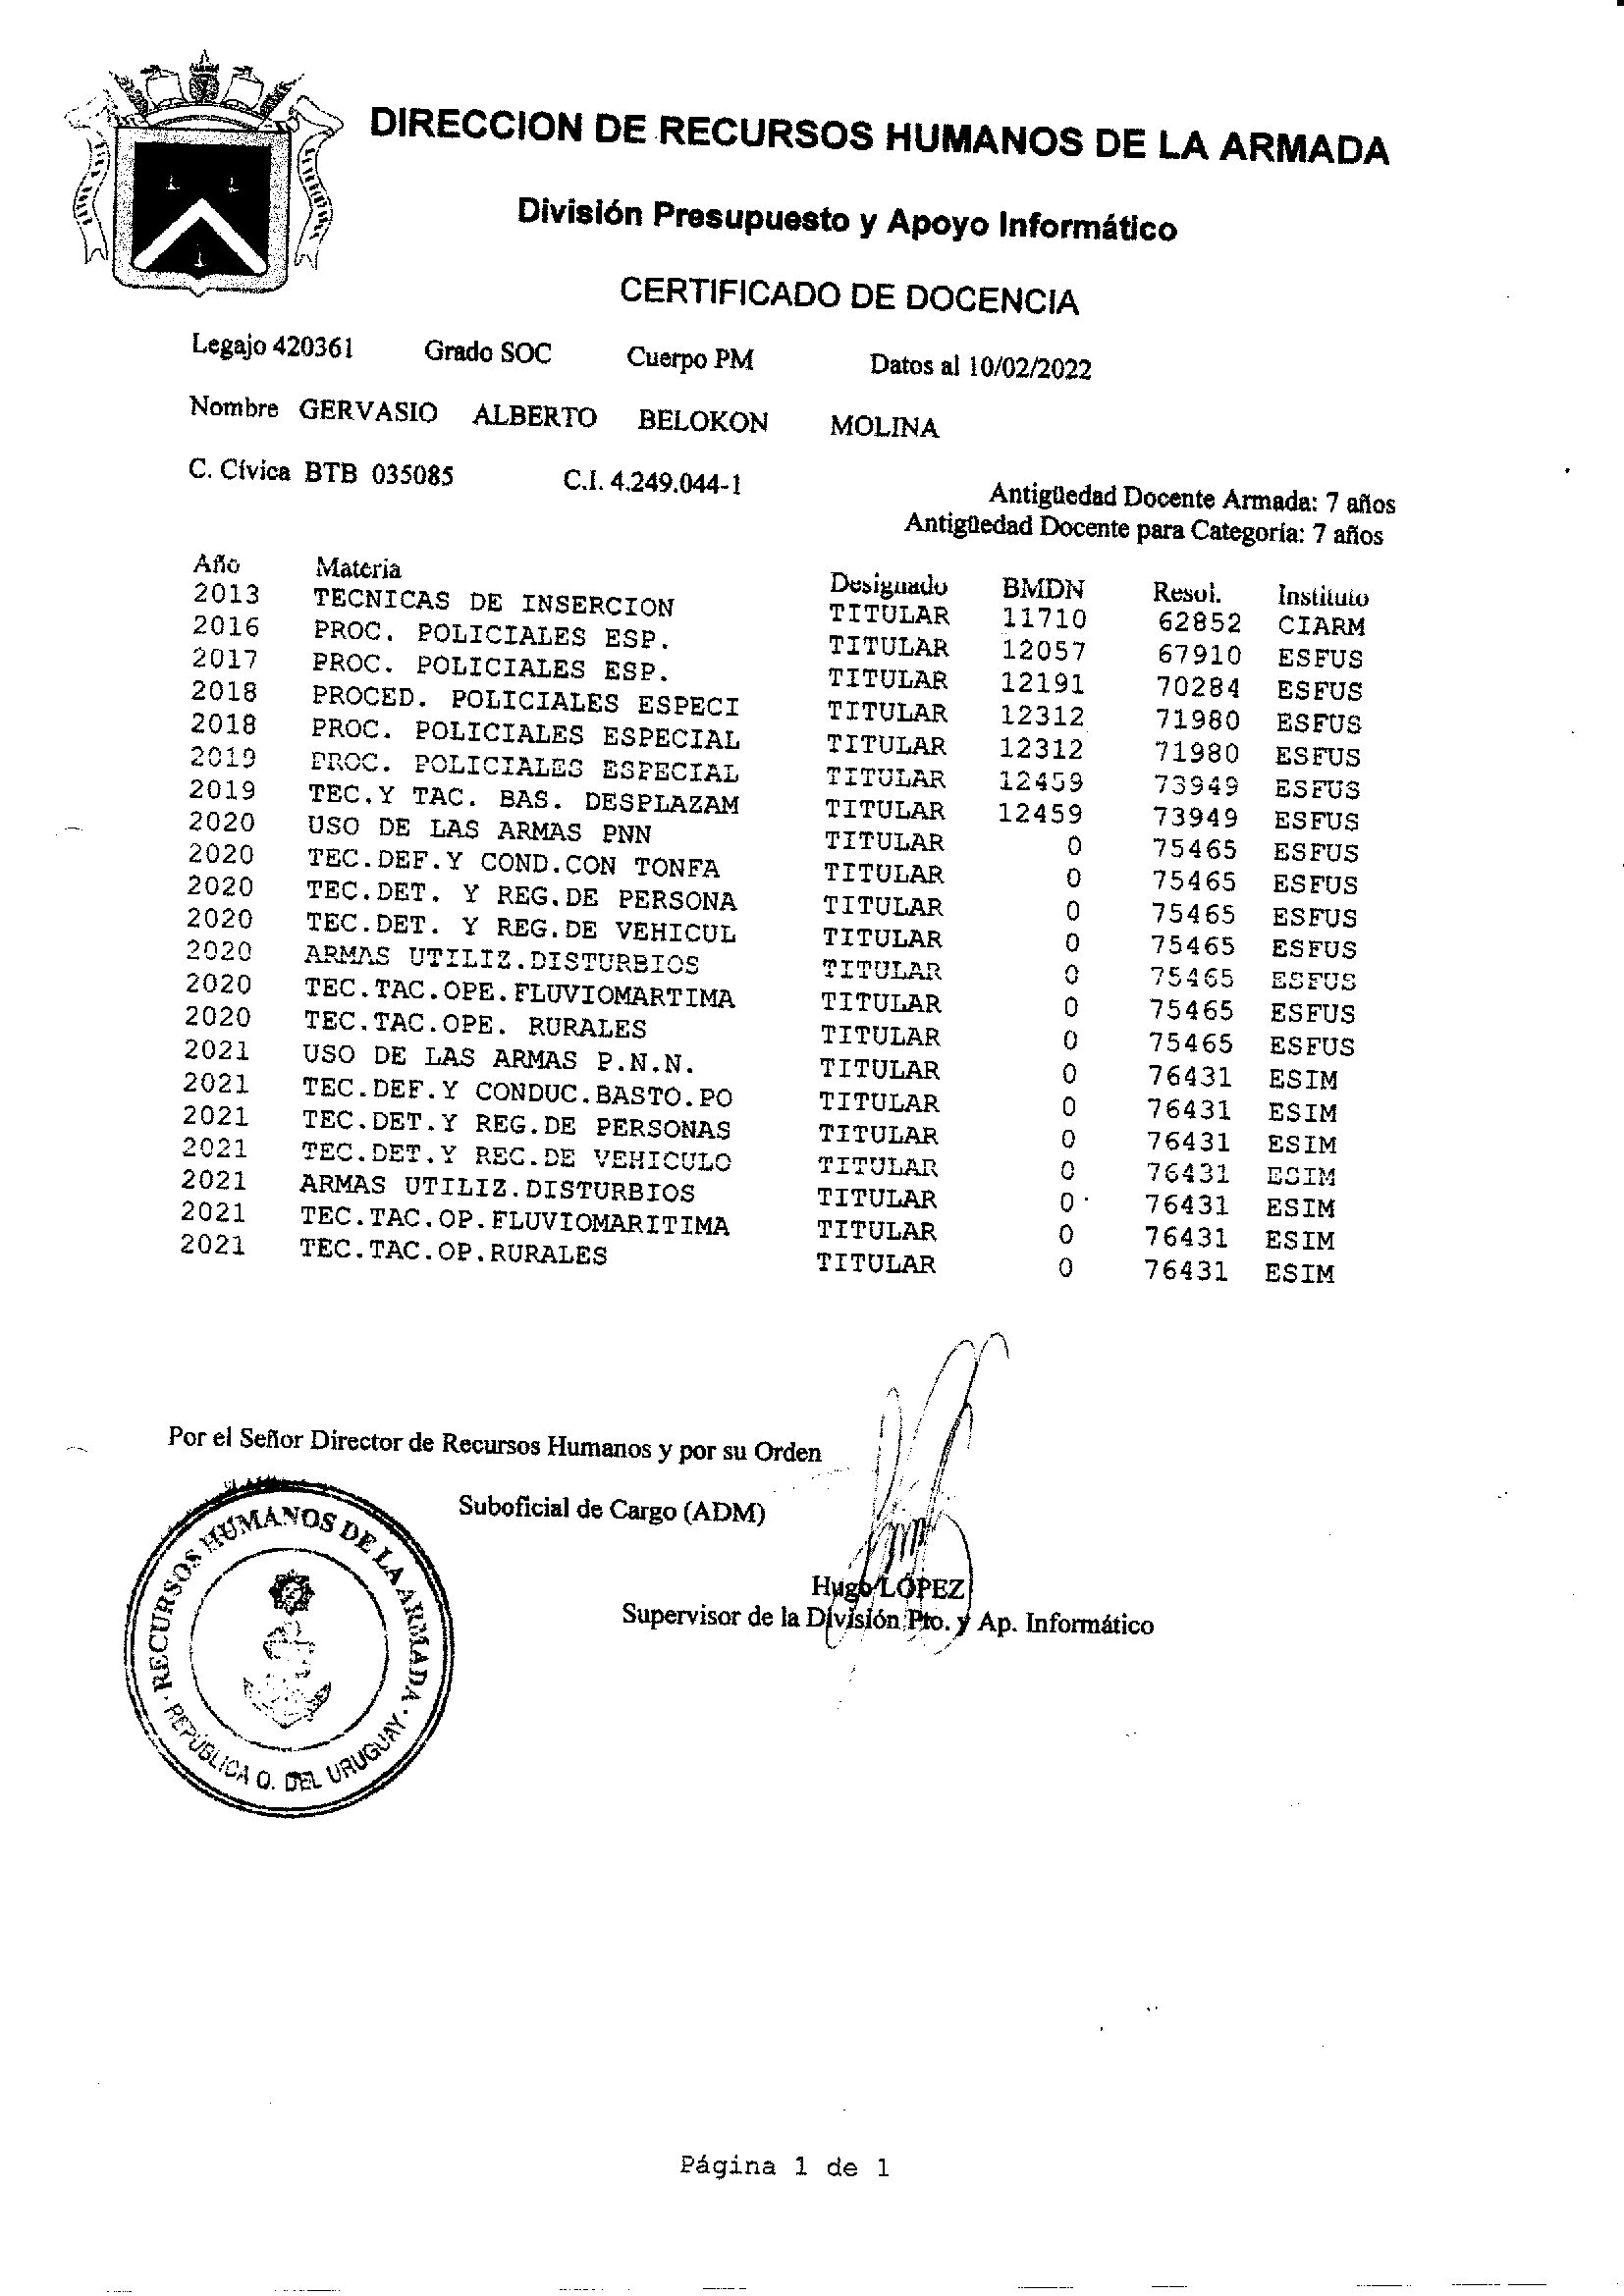 DIRECCION DE RECURSOS HUMANOS DE LA ARMADA
División Presupuesto y Apoyo Informático
CERTIFICADO DE DOCENCIA
Legajo 420361 Grado SOC Cuerpo PM Datos al 10/02/2022
Nombre GERVASIO ALBERTO BELOKON MOLINA
C. Cívica BTB 035085 C.I. 4.249.044-1
Antigüedad Docente Armada: 7 años
Antigüedad Docente para Categoría: 7 años
Año Materia Designado BMDN Resol. Instituto
2013 TECNICAS DE INSERCION TITULAR 11710 62852 CIARM
2016 PROC. POLICIALES ESP. TITULAR 12057 67910 ESFUS
2017 PROC. POLICIALES ESP. TITULAR 12191 70284 ESFUS
2018 PROCED. POLICIALES ESPECI TITULAR 12312 71980 ESFUS
2018 PROC. POLICIALES ESPECIAL TITULAR 12312 71980 ESFUS
2019 PROC. POLICIALES ESPECIAL TITULAR 12459 73949 ESFUS
2019 TEC.Y TAC. BAS. DESPLAZAM TITULAR 12459 73949 ESFUS
2020 USO DE LAS ARMAS PNN TITULAR 0 75465 ESFUS
2020 TEC.DEF.Y COND.CON TONFA TITULAR 0 75465 ESFUS
2020 TEC.DET. Y REG.DE PERSONA TITULAR 0 75465 ESFUS
2020 TEC.DET. Y REG.DE VEHICUL TITULAR 0 75465 ESFUS
2020 ARMAS UTILIZ.DISTURBIOS TITULAR 0 75465 ESFUS
2020 TEC.TAC.OPE.FLUVIOMARTIMA TITULAR 0 75465 ESFUS
2020 TEC.TAC.OPE. RURALES TITULAR 0 75465 ESFUS
2021 USO DE LAS ARMAS P.N.N. TITULAR 0 76431 ESIM
2021 TEC.DEF.Y CONDUC.BASTO.PO TITULAR 0 76431 ESIM
2021 TEC.DET.Y REG.DE PERSONAS TITULAR 0 76431 ESIM
2021 TEC.DET.Y REC.DE VEHICULO TITULAR 0 76431 ESIM
2021 ARMAS UTILIZ.DISTURBIOS TITULAR 0 76431 ESIM
2021 TEC.TAC.OP.FLUVIOMARITIMA TITULAR 0 76431 ESIM
2021 TEC.TAC.OP.RURALES TITULAR 0 76431 ESIM
Por el Señor Director de Recursos Humanos y por su Orden
Suboficial de Cargo (ADM)
Hugo LÓPEZ
Supervisor de la División Pto. y Ap. Informático
RECURSOS HUMANOS DE LA ARMADA
REPÚBLICA O. DEL URUGUAY
Página 1 de 1